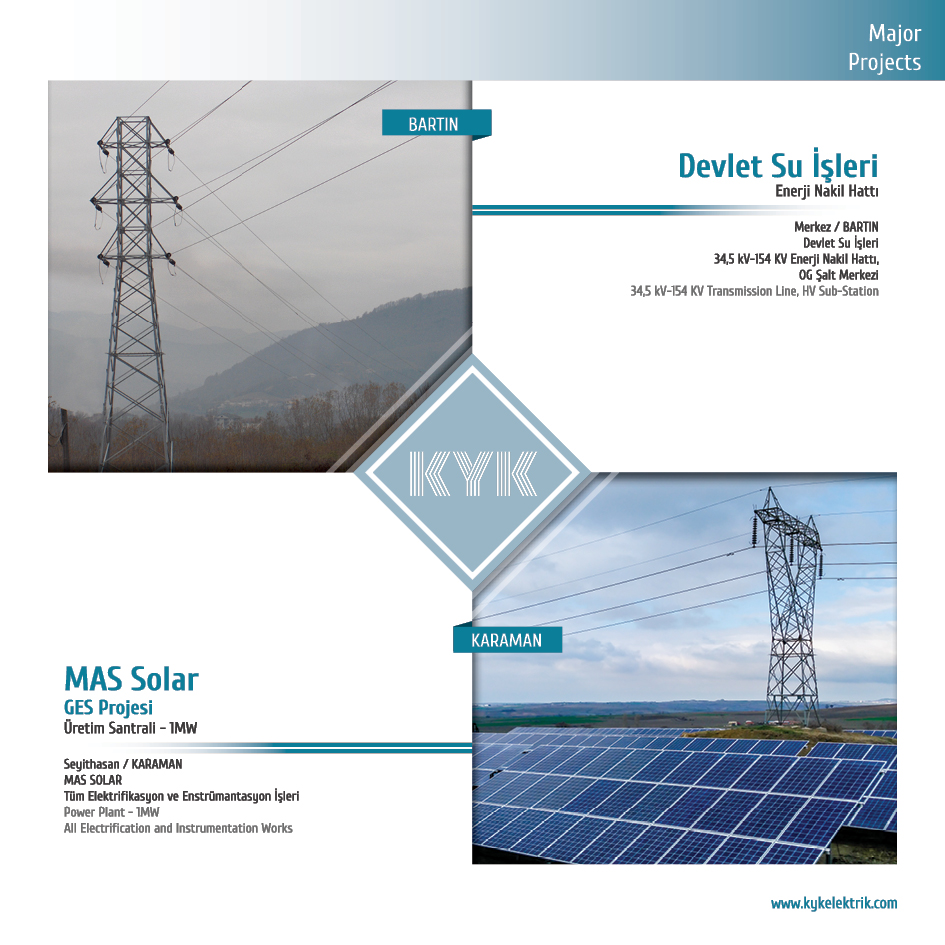 Major
Projects
BARTIN
Devlet Su İşleri
Enerji Nakil Hattı
Merkez / BARTIN
Devlet Su İşleri
34,5 kV-154 KV Enerji Nakil Hattı,
OG Şalt Merkezi
34,5 kV-154 KV Transmission Line, HV Sub-Station
KYK
KARAMAN
MAS Solar
GES Projesi
Üretim Santrali - 1MW
Seyithasan / KARAMAN
MAS SOLAR
Tüm Elektrifikasyon ve Enstrümantasyon İşleri
Power Plant - 1MW
All Electrification and Instrumentation Works
www.kykelektrik.com